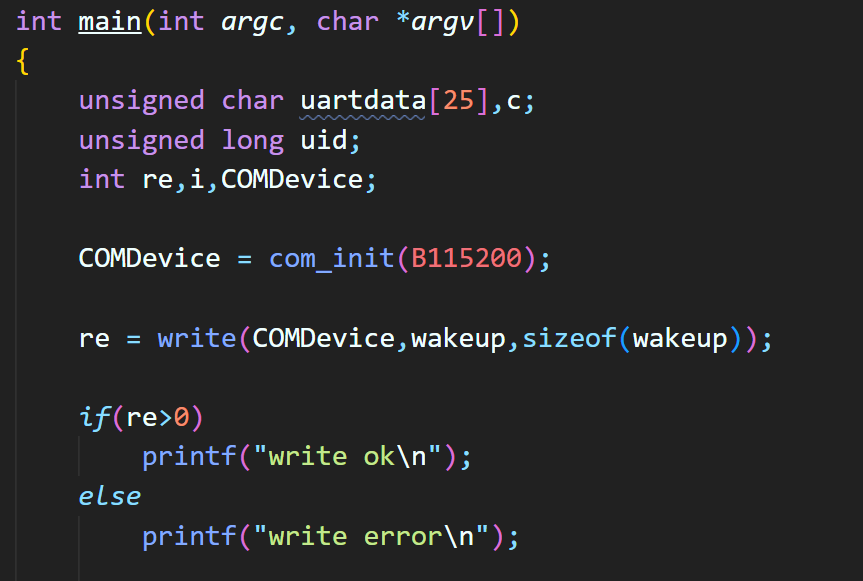 int main(int argc, char *argv[])
{
unsigned char uartdata[25],c;
unsigned long uid;
int re,i,COMDevice;
COMDevice = com_init(B115200);
re = write(COMDevice,wakeup,sizeof(wakeup));
if(re>0)
printf("write ok\n");
else
printf("write error\n");